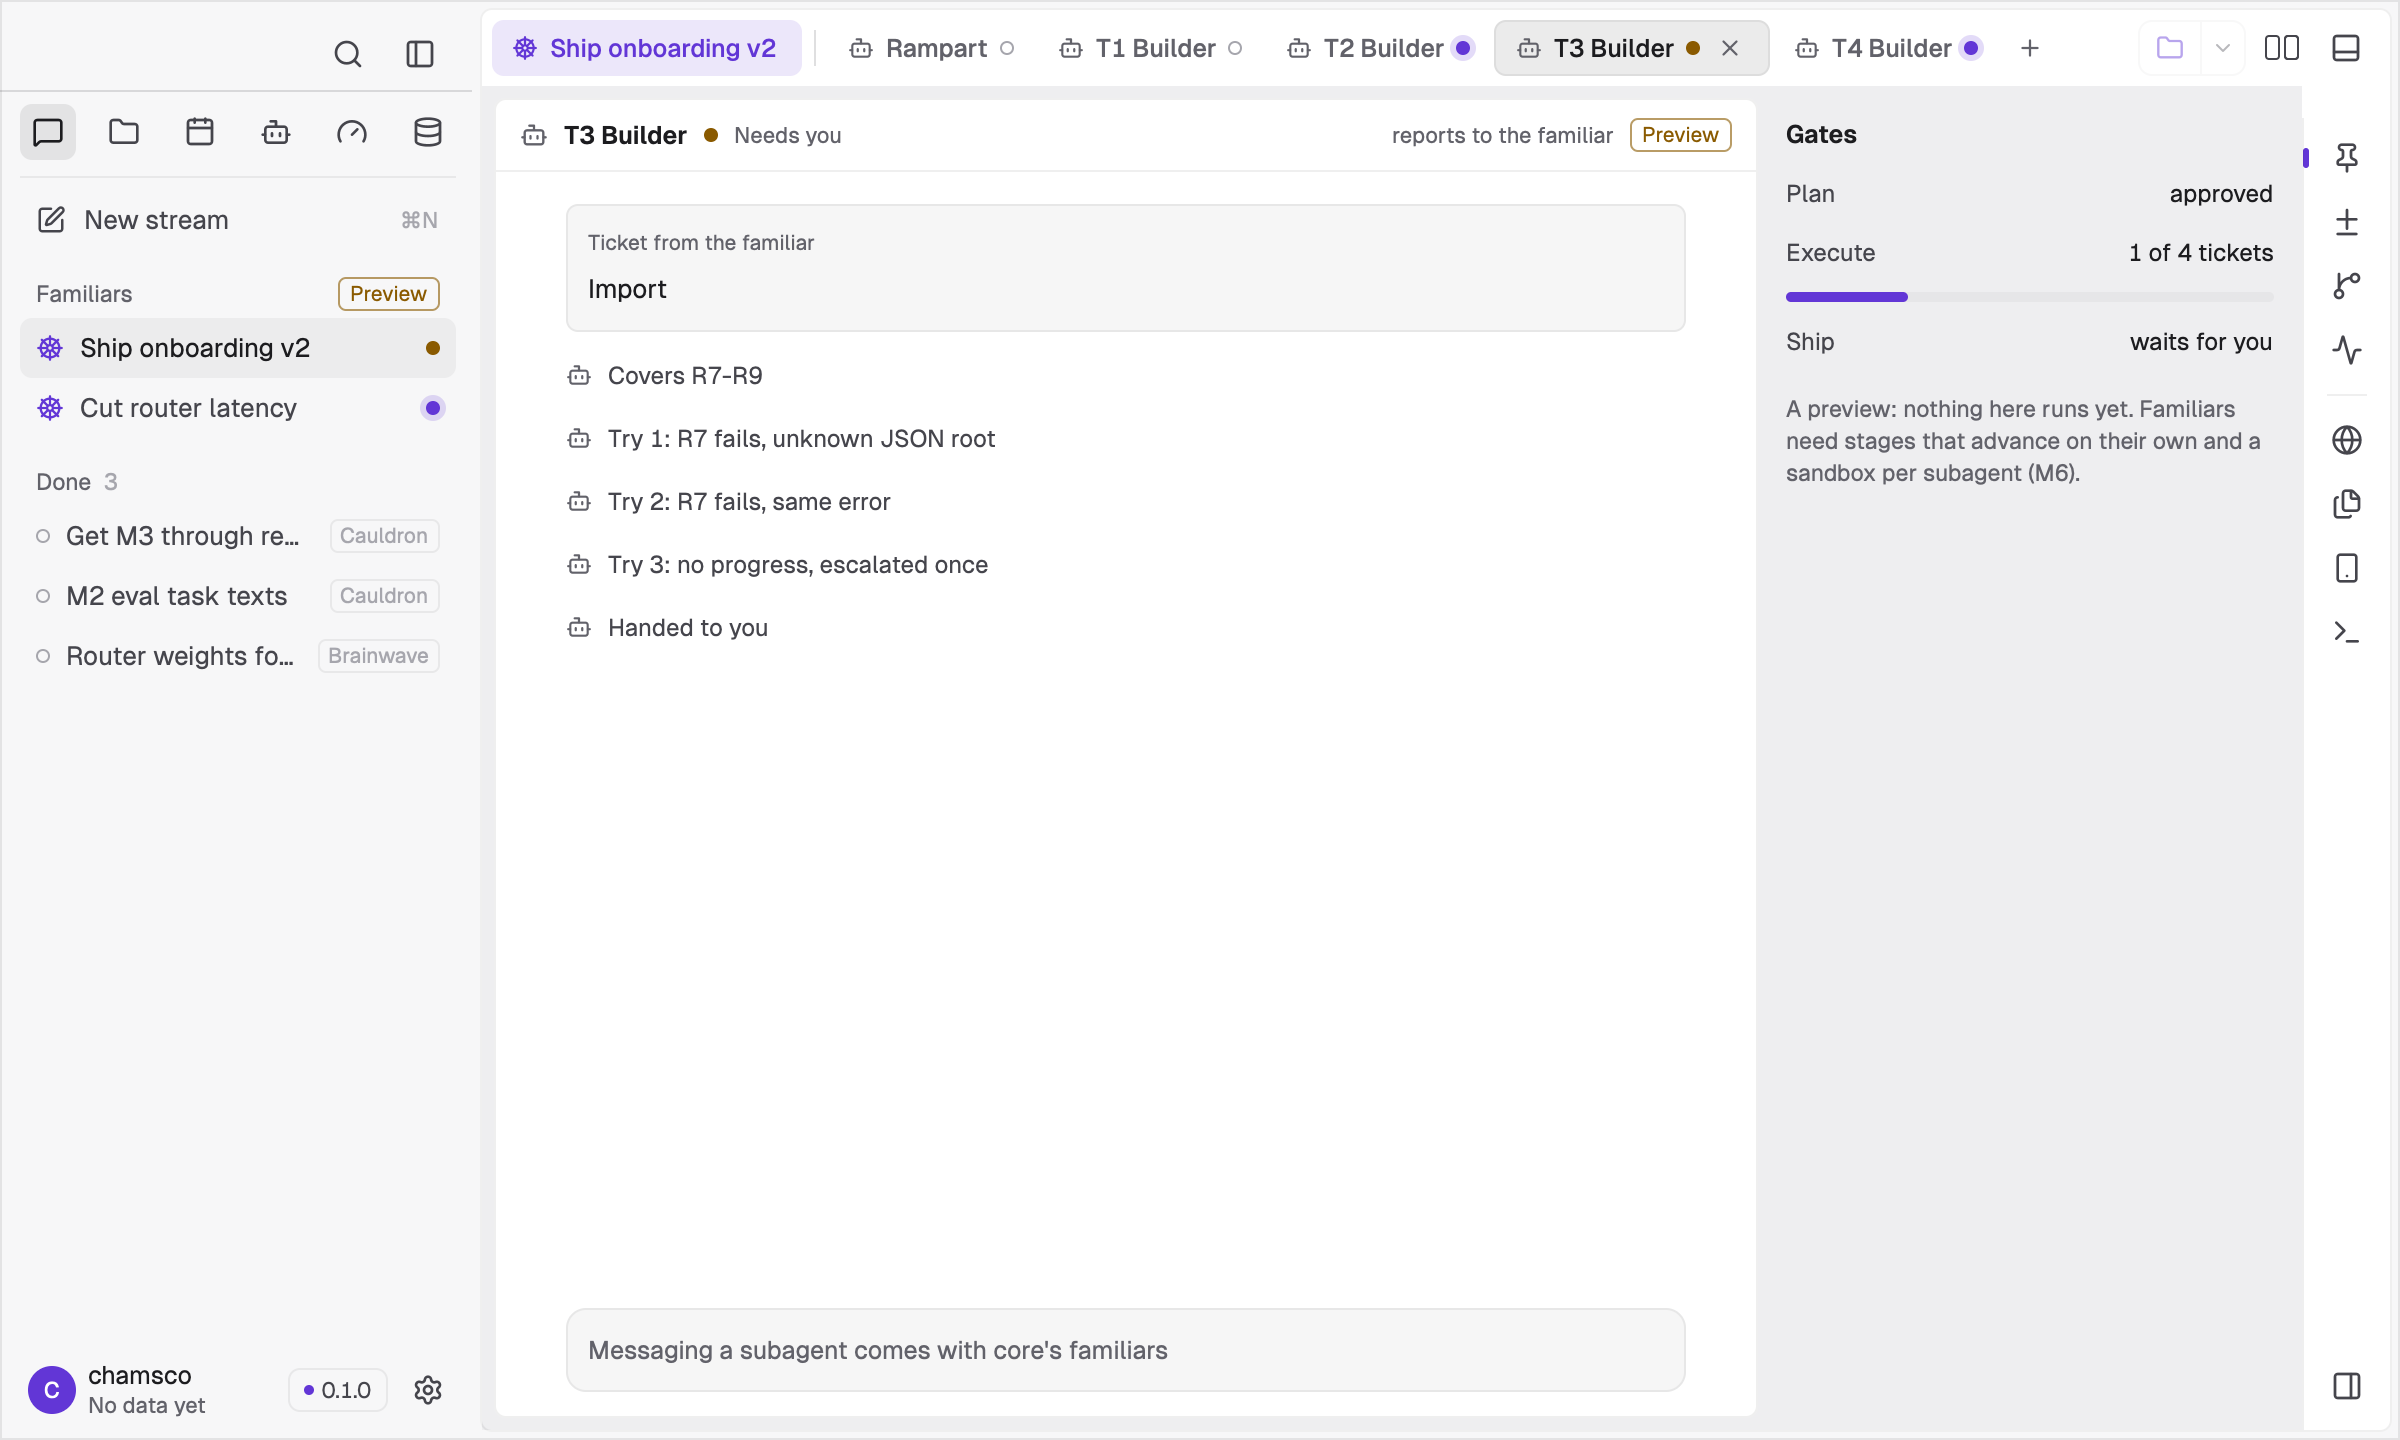 Ship onboarding v2
Rampart
T1 Builder
T2 Builder
T3 Builder
T4 Builder
New stream
⌘N
Familiars
Preview
Ship onboarding v2
Cut router latency
Done 3
Get M3 through re...
Cauldron
M2 eval task texts
Cauldron
Router weights fo...
Brainwave
C
chamsco
No data yet
0.1.0
T3 Builder
Needs you
reports to the familiar
Preview
Ticket from the familiar
Import
Covers R7-R9
Try 1: R7 fails, unknown JSON root
Try 2: R7 fails, same error
Try 3: no progress, escalated once
Handed to you
Messaging a subagent comes with core's familiars
Gates
Plan
approved
Execute
1 of 4 tickets
Ship
waits for you
A preview: nothing here runs yet. Familiars
need stages that advance on their own and a
sandbox per subagent (M6).